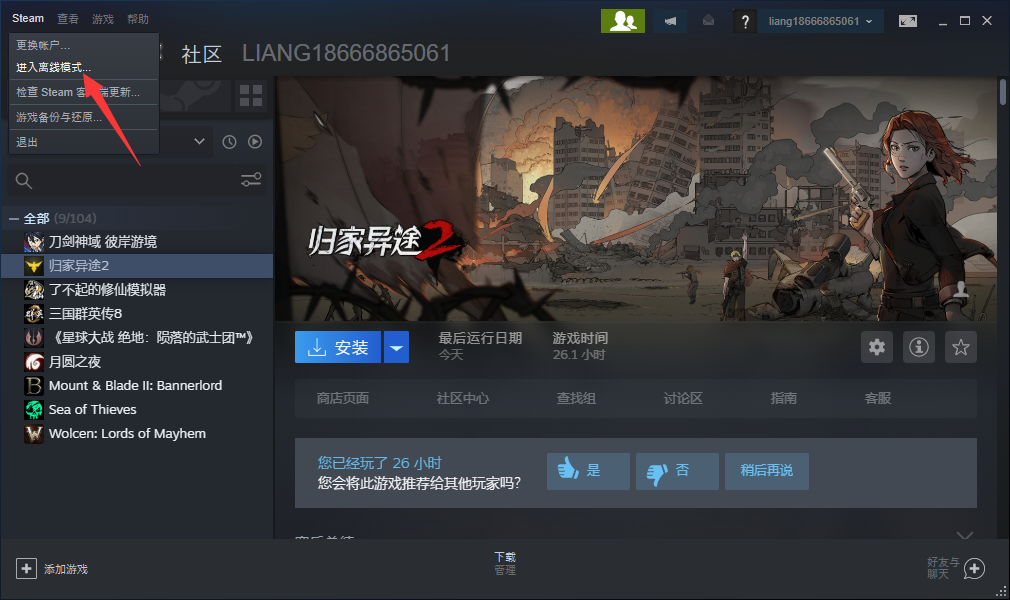 Steam 查看 游戏 帮助
? liang18666865061
更换帐户...
进入离线模式...
检查 Steam 客 端更新...
游戏备份与还原...
退出
社区 LIANG18666865061
全部 (9/104)
刀剑神域 彼岸游境
归家异途2
了不起的修仙模拟器
三国群英传8
《星球大战 绝地：陨落的武士团™》
月圆之夜
Mount & Blade II: Bannerlord
Sea of Thieves
Wolcen: Lords of Mayhem
归家异途2
安装
最后运行日期
今天
游戏时间
26.1 小时
商店页面 社区中心 查找组 讨论区 指南 客服
您已经玩了 26 小时
您会将此游戏推荐给其他玩家吗?
是 否 稍后再说
添加游戏
下载
管理
好友与
聊天